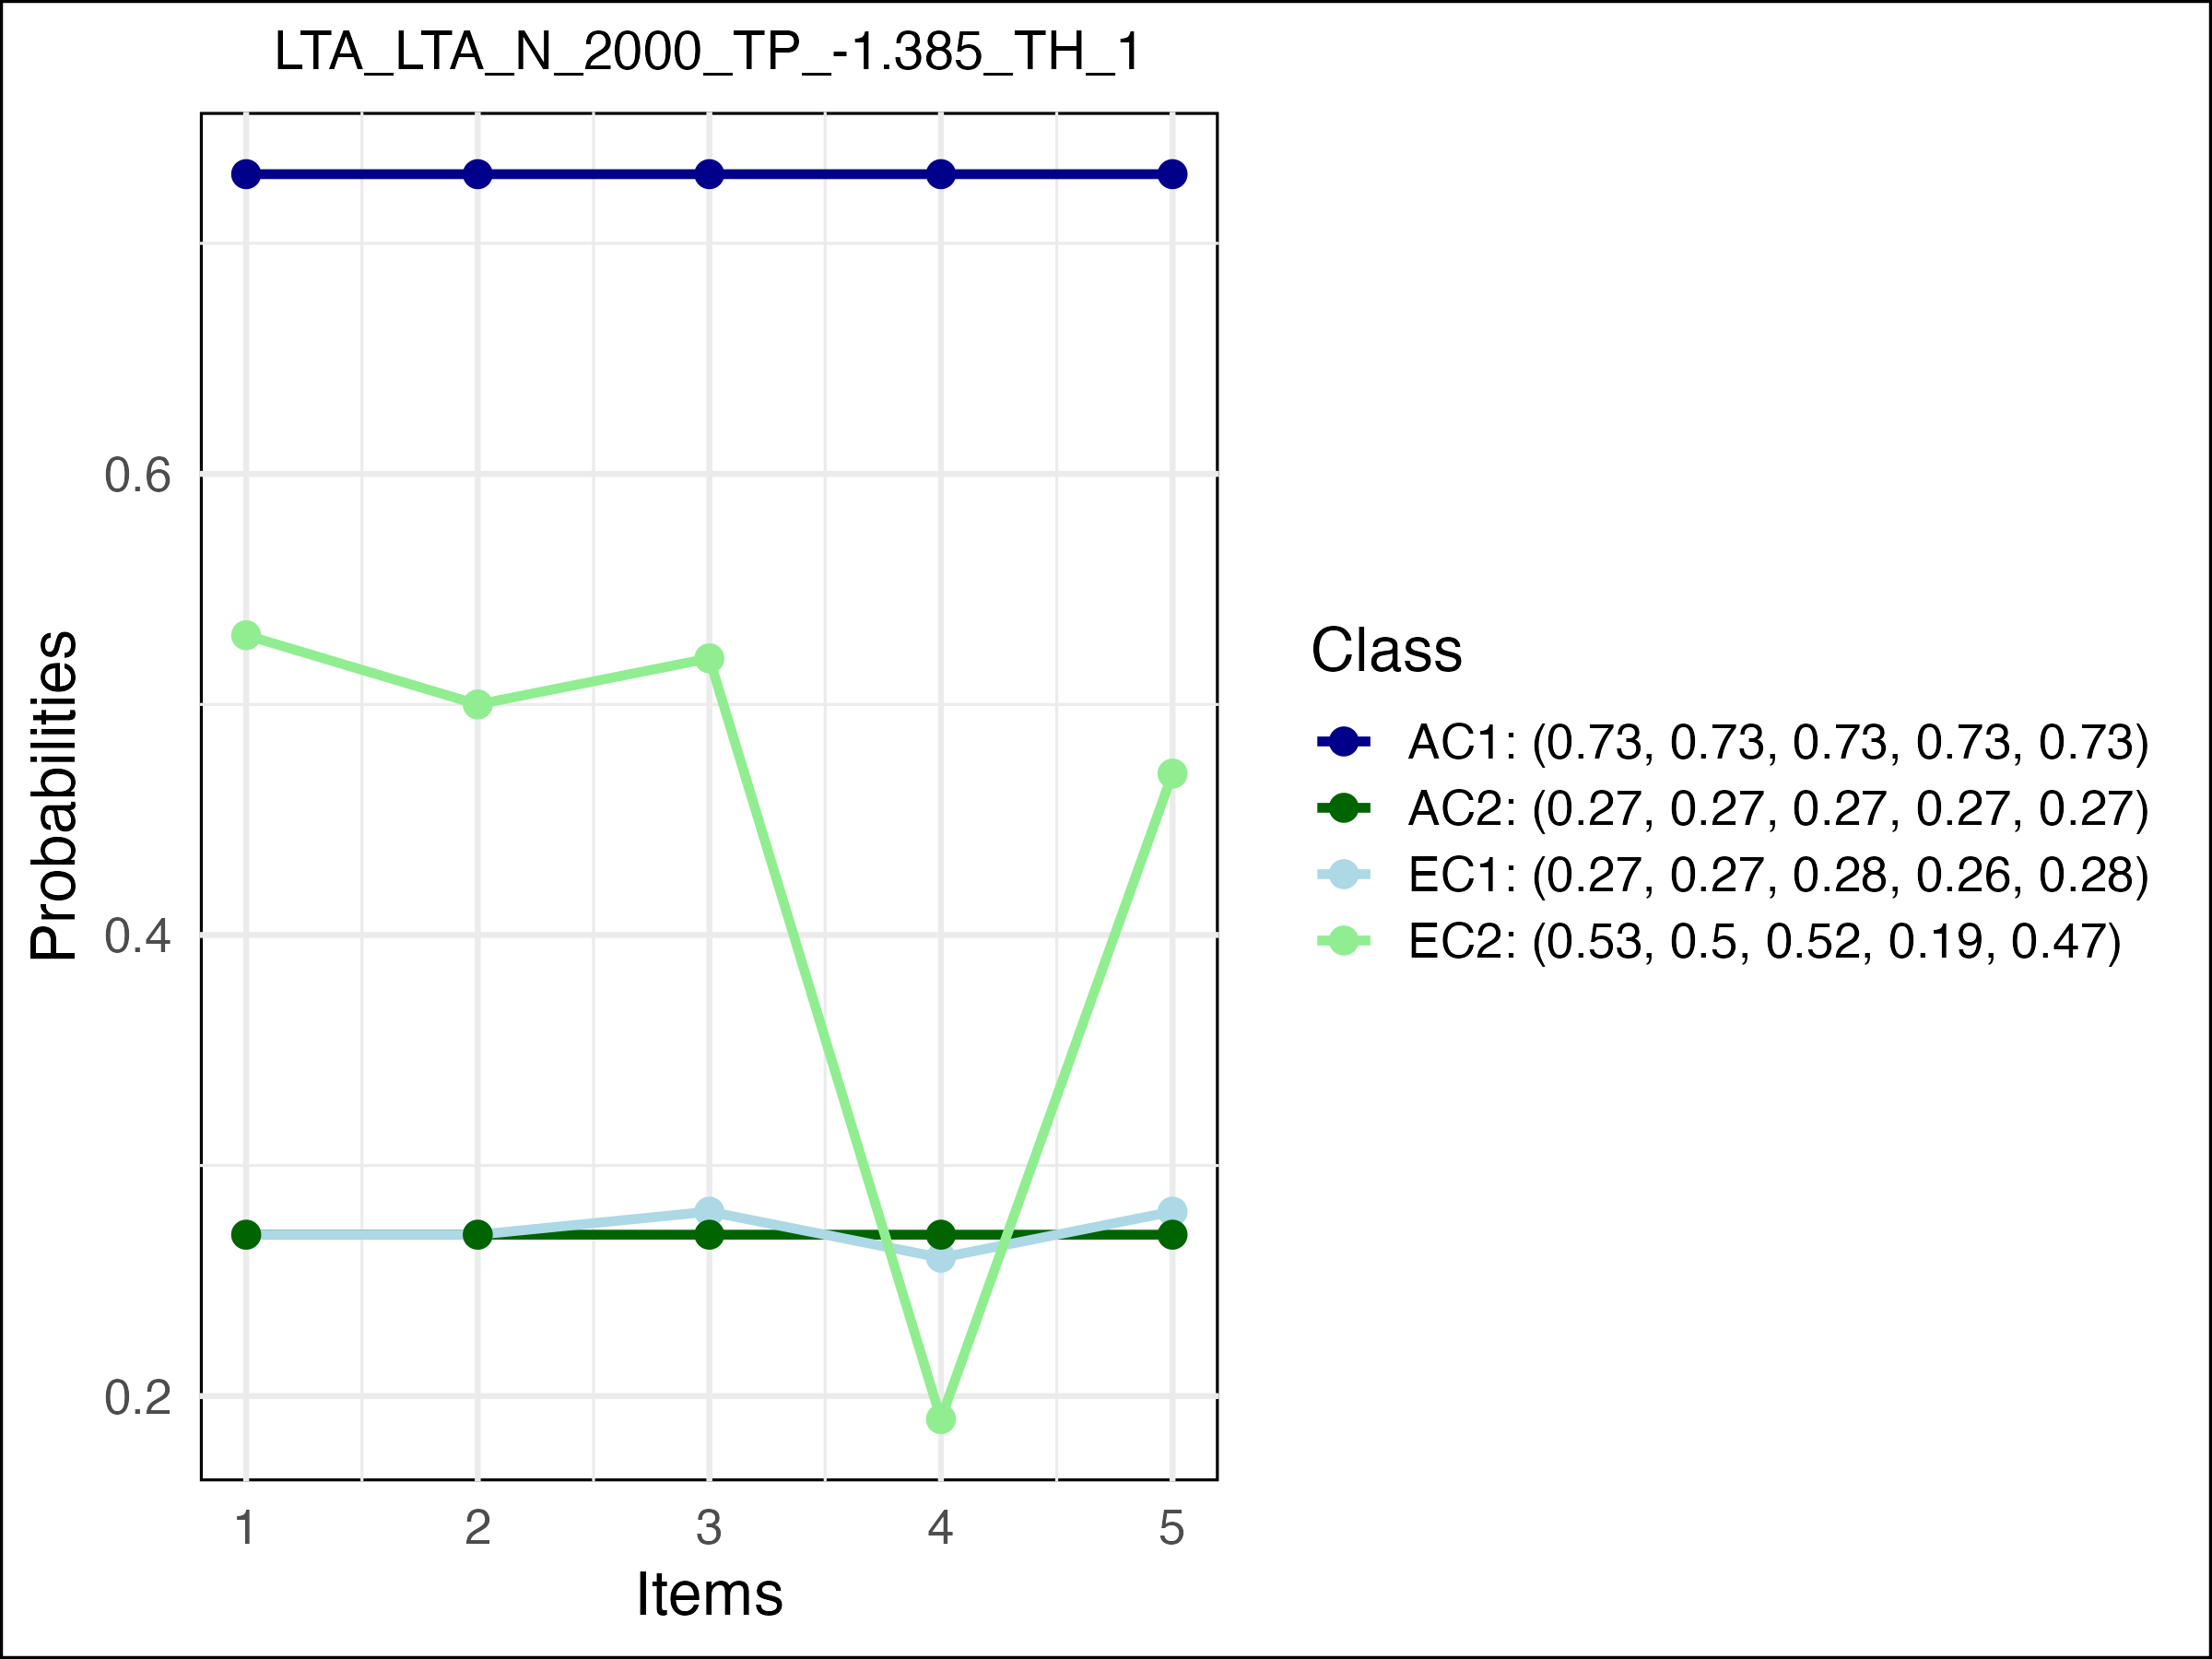 LTA_LTA_N_2000_TP_-1.385_TH_1
Probabilities
0.6
0.4
0.2
1 2 3 4 5
Items
Class
AC1: (0.73, 0.73, 0.73, 0.73, 0.73)
AC2: (0.27, 0.27, 0.27, 0.27, 0.27)
EC1: (0.27, 0.27, 0.28, 0.26, 0.28)
EC2: (0.53, 0.5, 0.52, 0.19, 0.47)